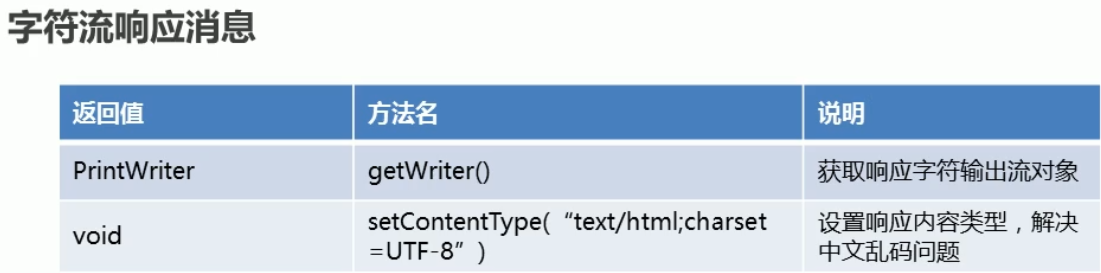 字符流响应消息
返回值 方法名 说明
PrintWriter getWriter() 获取响应字符输出流对象
void setContentType(“text/html;charset
=UTF-8”) 设置响应内容类型，解决
中文乱码问题